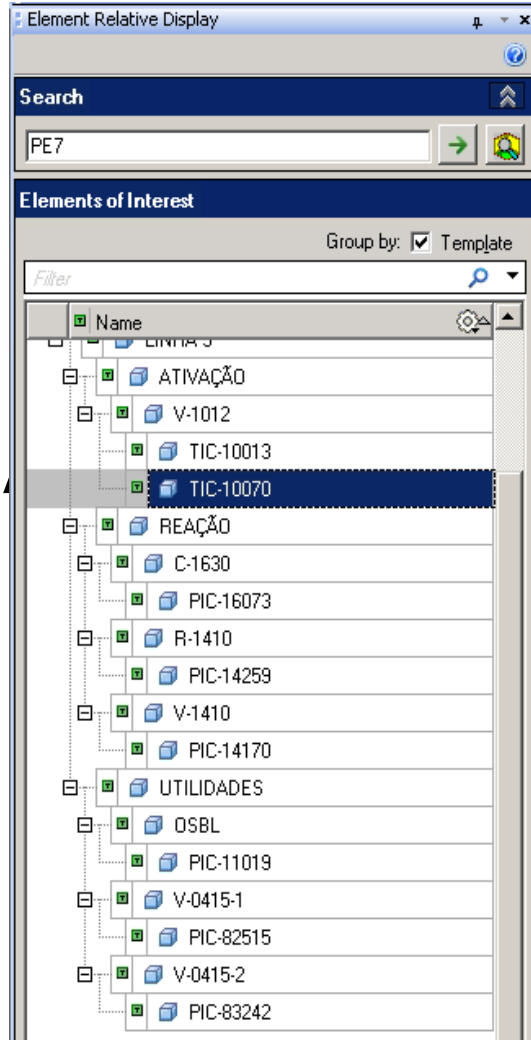 Element Relative Display
Search
PE7
Elements of Interest
Group by: Template
Filter
Name
LINHA 5
ATIVAÇÃO
V-1012
TIC-10013
TIC-10070
REAÇÃO
C-1630
PIC-16073
R-1410
PIC-14259
V-1410
PIC-14170
UTILIDADES
OSBL
PIC-11019
V-0415-1
PIC-82515
V-0415-2
PIC-83242